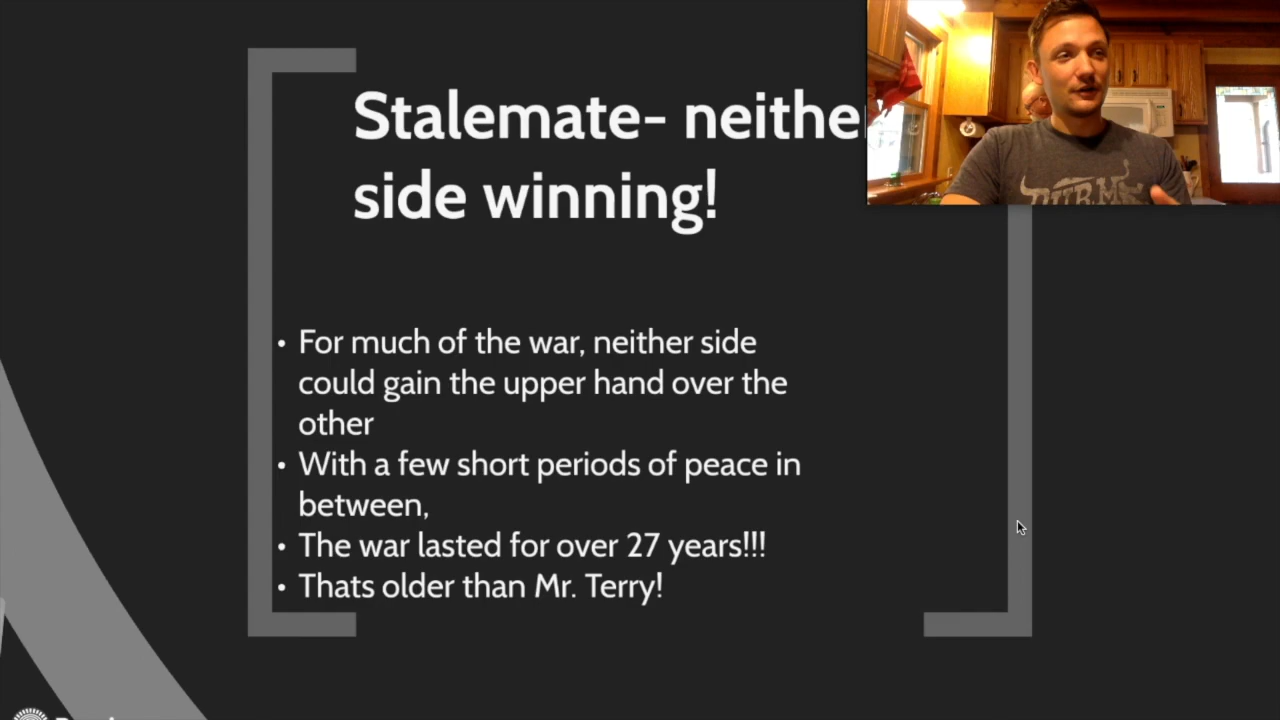 Stalemate- neithe
side winning!
For much of the war, neither side
could gain the upper hand over the
other
With a few short periods of peace in
between,
The war lasted for over 27 years!!!
Thats older than Mr. Terry!